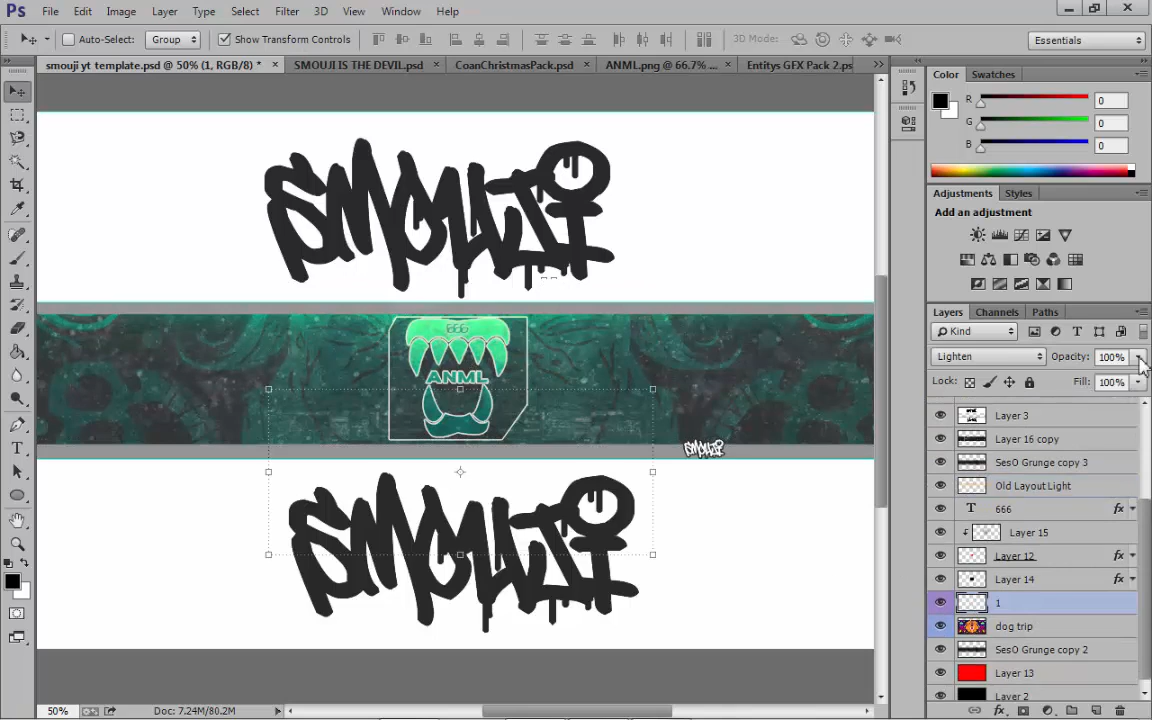 Ps File Edit Image Layer Type Select Filter 3D View Window Help
Auto-Select: Group Show Transform Controls 3D Mode: Essentials
smouji yt template.psd @ 50% (1, RGB/8) * × SMOUJI IS THE DEVIL.psd × CoanChristmasPack.psd × ANML.png @ 66.7% ... × Entitys GFX Pack 2.ps
Color Swatches
R 0
G 0
B 0
Adjustments Styles
Add an adjustment
Layers Channels Paths
Kind
Lighten Opacity: 100%
Lock: Fill: 100%
Layer 3
Layer 16 copy
SesO Grunge copy 3
Old Layout Light
T 666 fx
Layer 15
Layer 12 fx
Layer 14 fx
1
dog trip
SesO Grunge copy 2
Layer 13
Layer 2
SMOUJI
666
ANML
SMOUJI
SMOUJI
50% Doc: 7.24M/80.2M